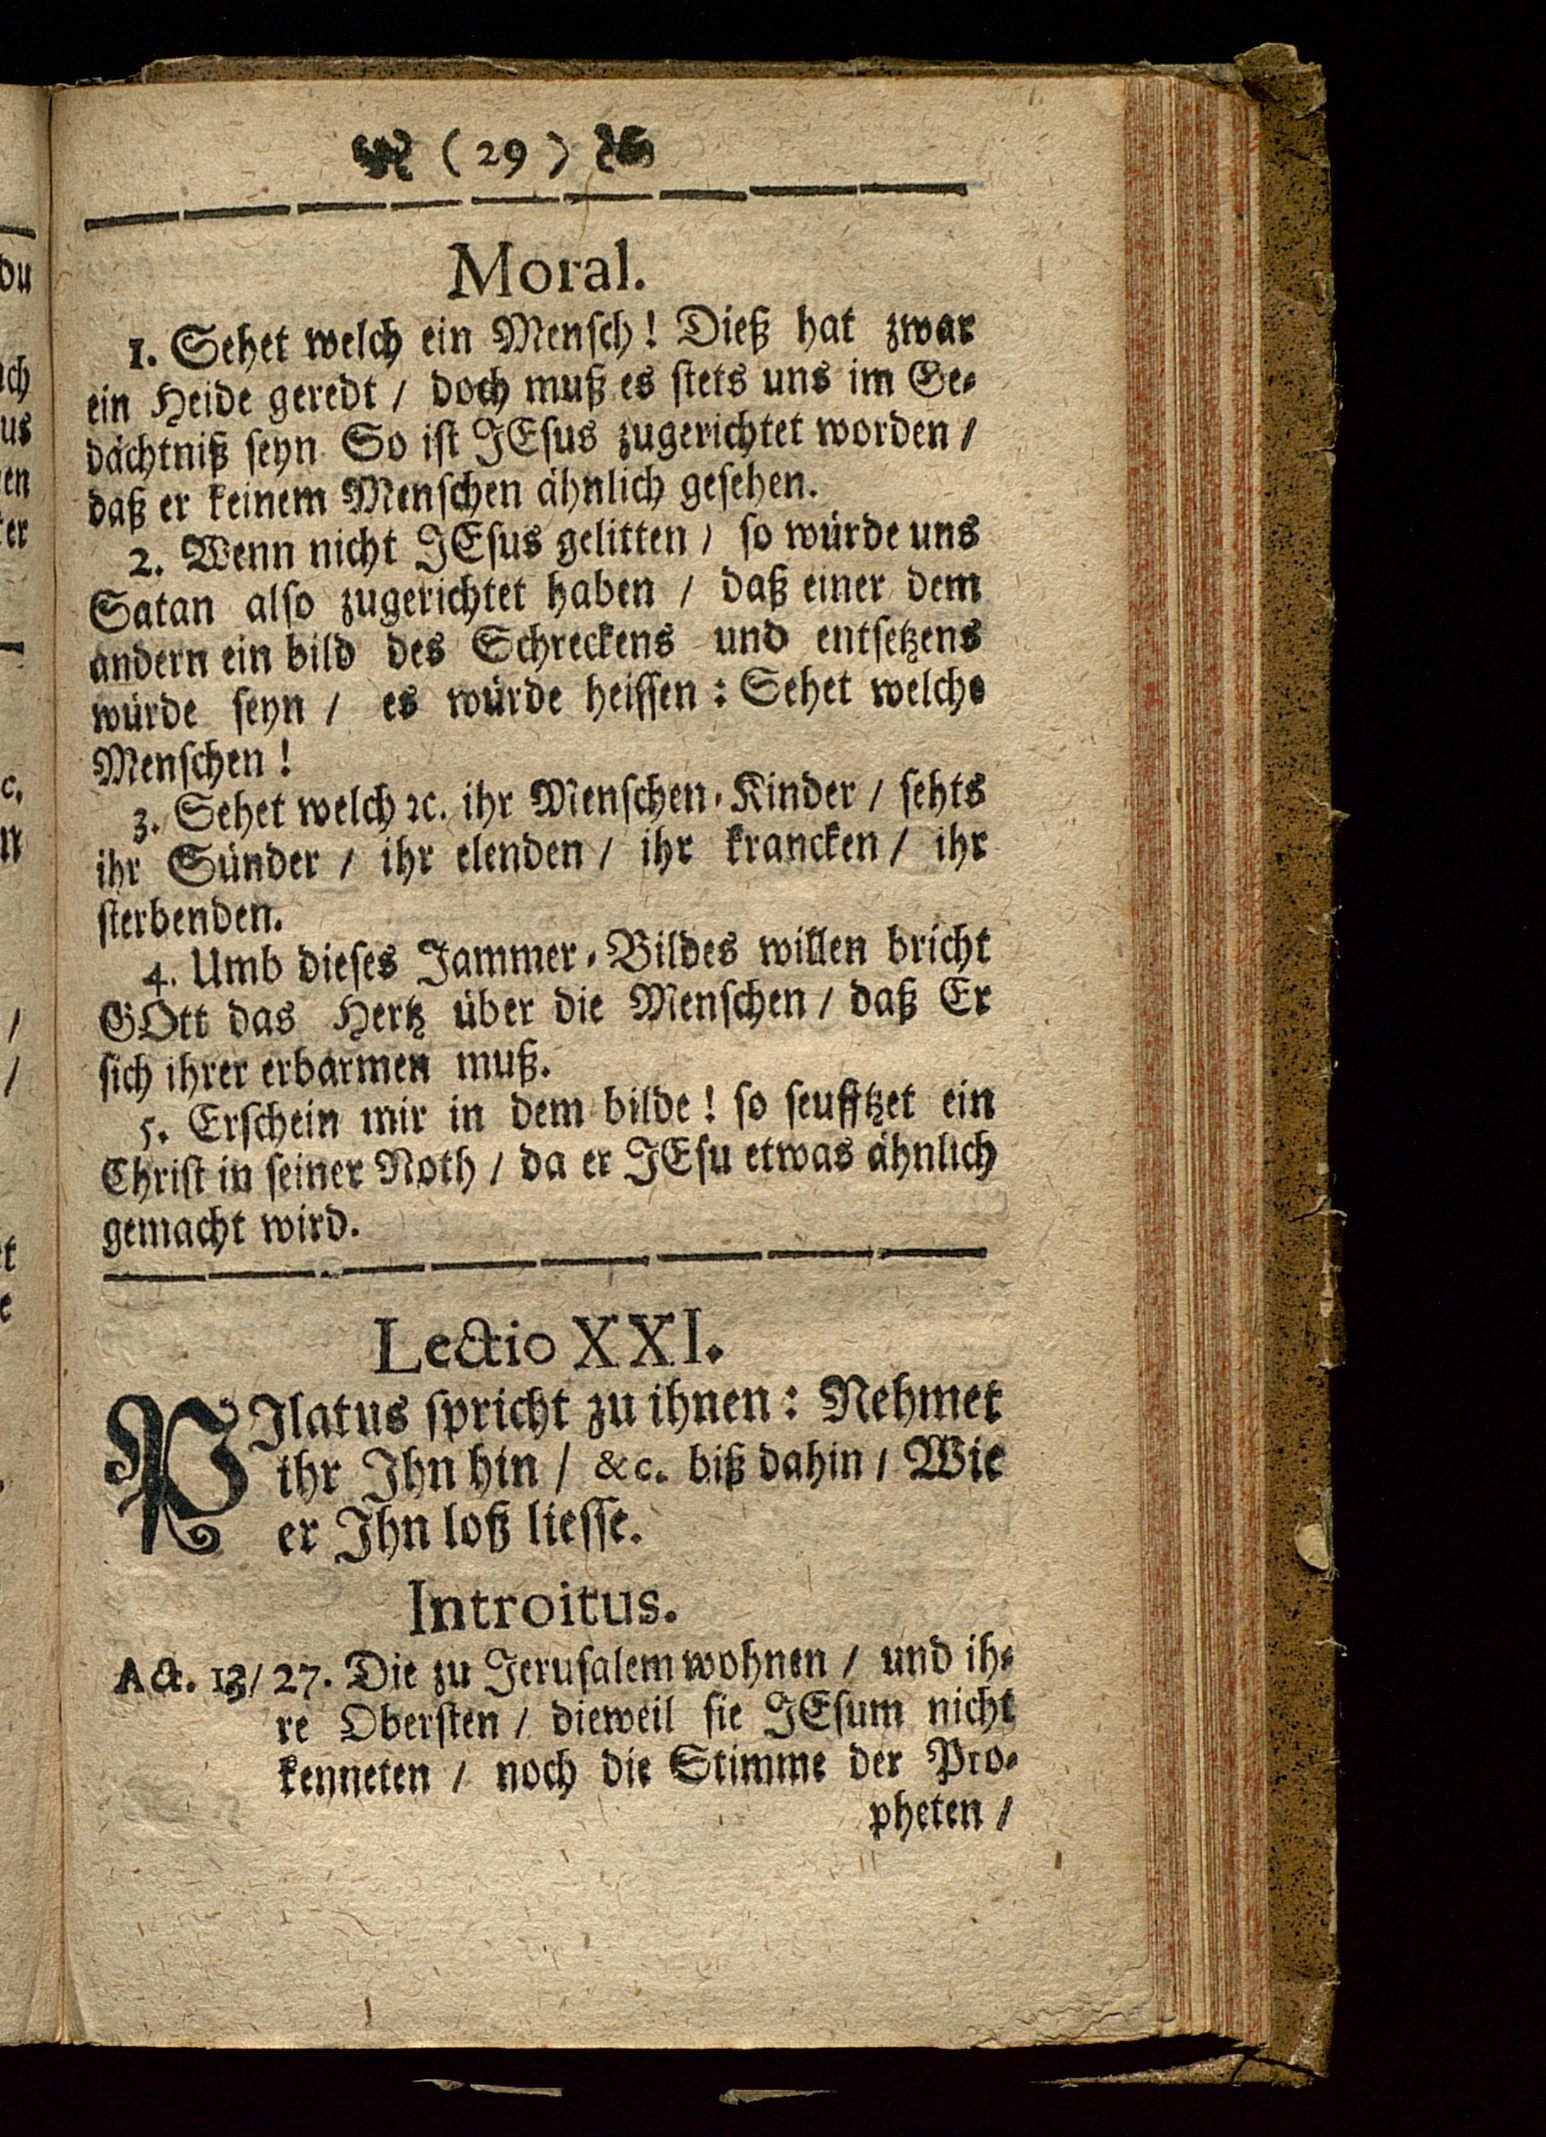 ( 29 )
Moral.
1. Sehet welch ein Mensch! Dieß hat zwar
ein Heide geredt / doch muß es stets uns im Ge-
dächtniß seyn So ist JEsus zugerichtet worden /
daß er keinem Menschen ähnlich gesehen.
2. Wenn nicht JEsus gelitten / so würde uns
Satan also zugerichtet haben / daß einer dem
andern ein bild des Schreckens und entsetzens
würde seyn / es würde heissen : Sehet welche
Menschen !
3. Sehet welch ꝛc. ihr Menschen-Kinder / sehts
ihr Sünder / ihr elenden / ihr krancken / ihr
sterbenden.
4. Umb dieses Jammer-Bildes willen bricht
GOtt das Hertz über die Menschen / daß Er
sich ihrer erbarmen muß.
5. Erschein mir in dem bilde ! so seufftzet ein
Christ in seiner Noth / da er JEsu etwas ähnlich
gemacht wird.
Lectio XXI.
PIlatus spricht zu ihnen : Nehmet
ihr Ihn hin / &c. biß dahin / Wie
er Ihn loß liesse.
Introitus.
Act. 13/ 27. Die zu Jerusalem wohnen / und ih-
re Obersten / dieweil sie JEsum nicht
kenneten / noch die Stimme der Pro-
pheten /